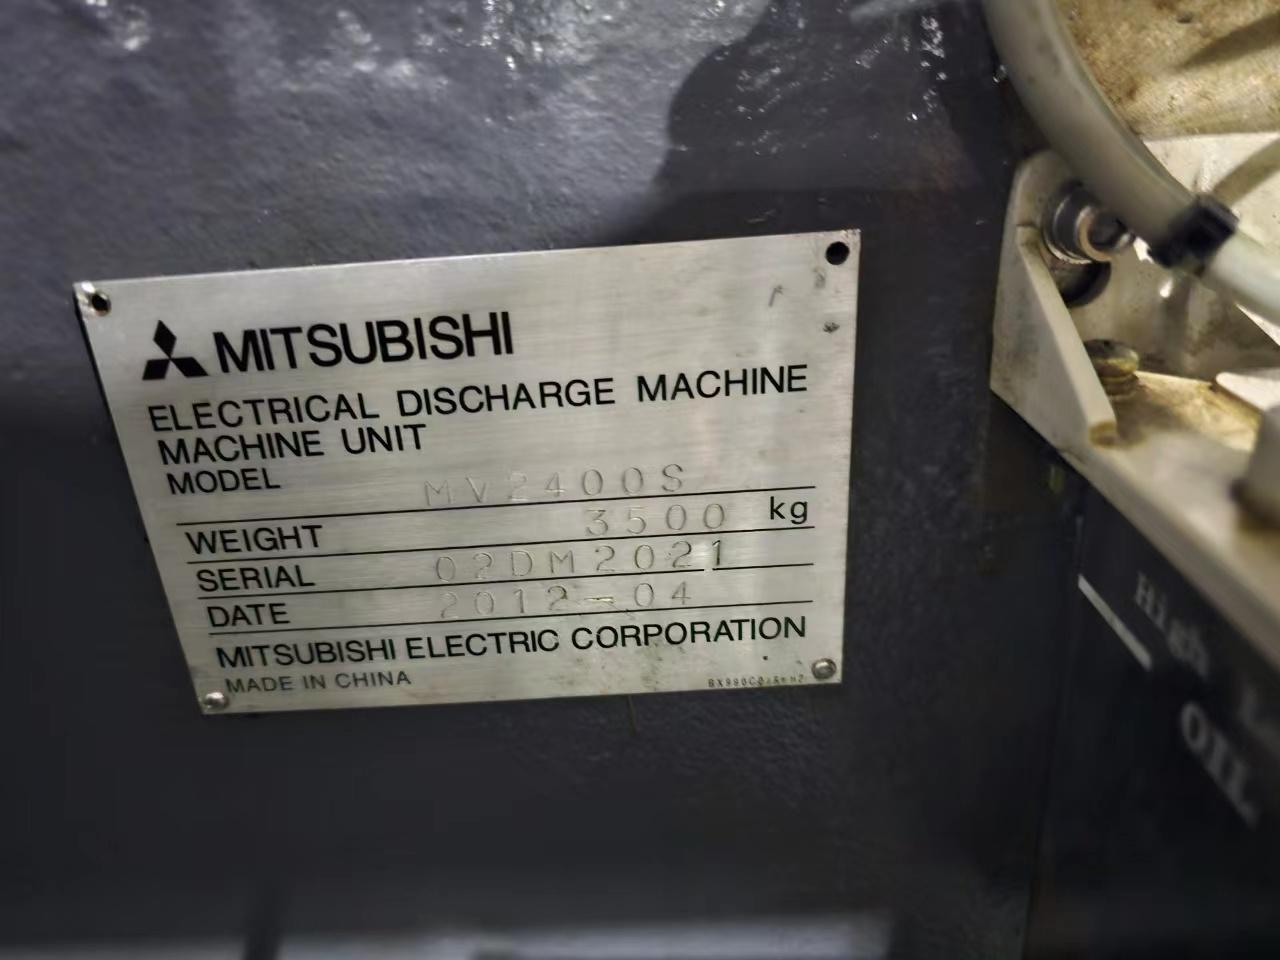 MITSUBISHI
ELECTRICAL DISCHARGE MACHINE
MACHINE UNIT
MODEL MV2400S
WEIGHT 3500 kg
SERIAL 02DM2021
DATE 2012-04
MITSUBISHI ELECTRIC CORPORATION
MADE IN CHINA
High
OIL